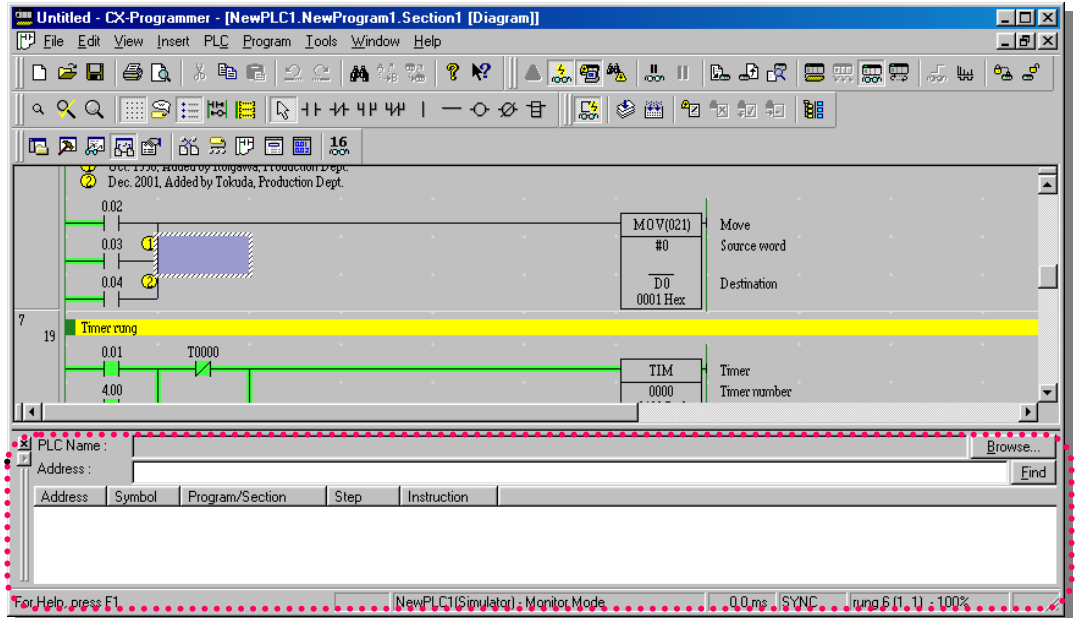 Untitled - CX-Programmer - [NewPLC1.NewProgram1.Section1 [Diagram]]
File Edit View Insert PLC Program Tools Window Help
16
2 Dec. 2001, Added by Tokuda, Production Dept.
0.02
MOV(021) Move
0.03 1 #0 Source word
0.04 2 D0 Destination
0001 Hex
7
19 Timer rung
0.01 T0000
TIM Timer
4.00 0000 Timer number
PLC Name : Browse...
Address : Find
Address Symbol Program/Section Step Instruction
For Help, press F1 NewPLC1(Simulator) - Monitor Mode 0.0 ms SYNC rung 6 (1, 1) - 100%